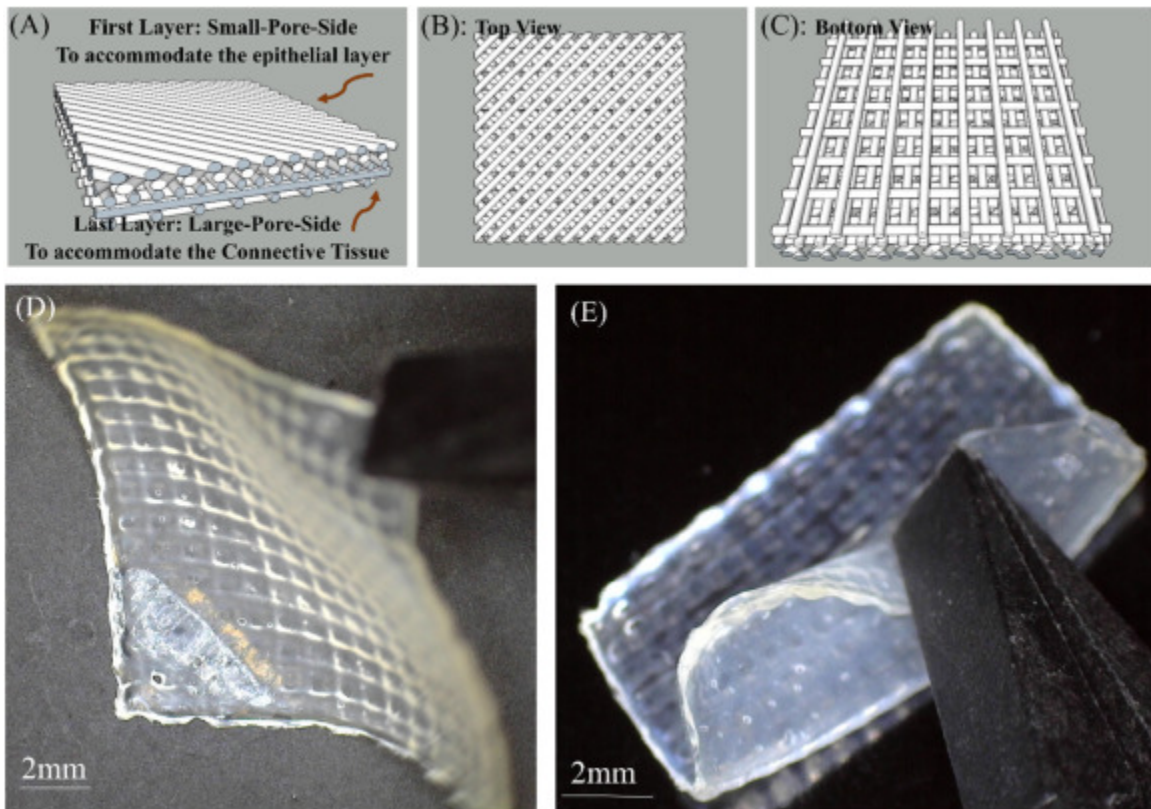 (A)
First Layer: Small-Pore-Side
To accommodate the epithelial layer
Last Layer: Large-Pore-Side
To accommodate the Connective Tissue
(B): Top View
(C): Bottom View
(D)
2mm
(E)
2mm